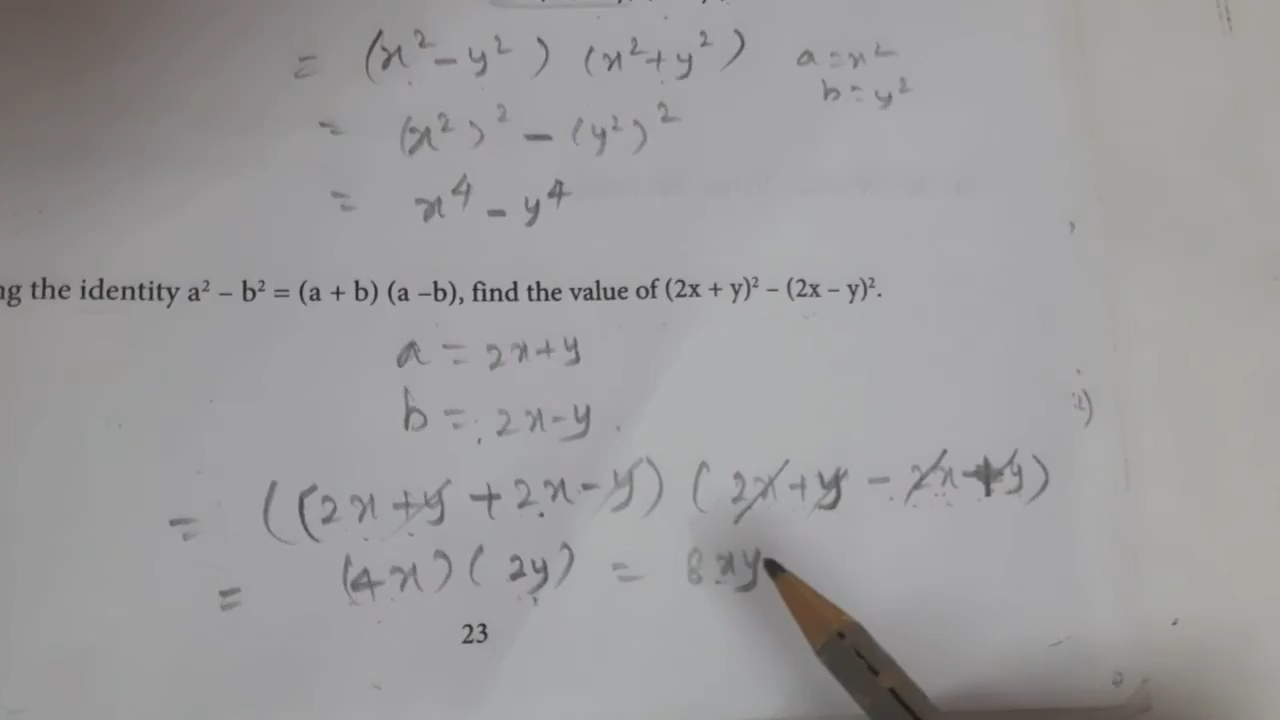 = (x² – y²) (x² + y²) a = x²
b = y²
= (x²)² – (y²)²
= x⁴ – y⁴
ng the identity a² – b² = (a + b) (a –b), find the value of (2x + y)² – (2x – y)².
a = 2x+y
b = 2x-y.
= ((2x+y + 2x-y) (2x+y - 2x+y)
= (4x) (2y) = 8xy
23